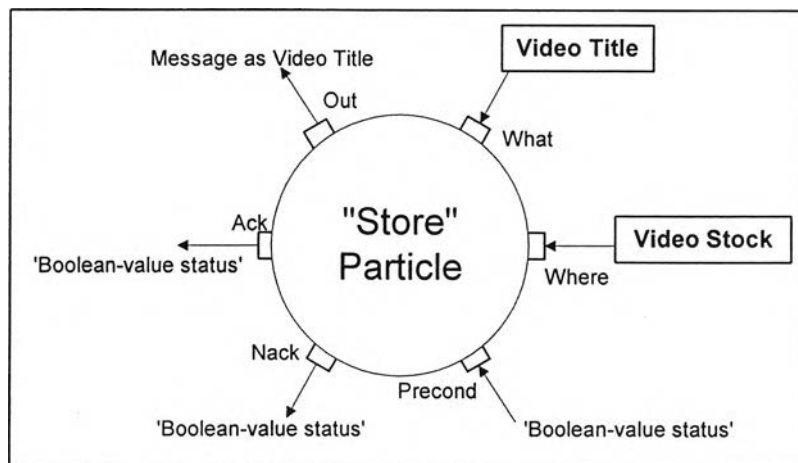 Message as Video Title
Video Title
Out
What
Ack
"Store"
Particle
Video Stock
'Boolean-value status'
Where
Nack
Precond
'Boolean-value status'
'Boolean-value status'